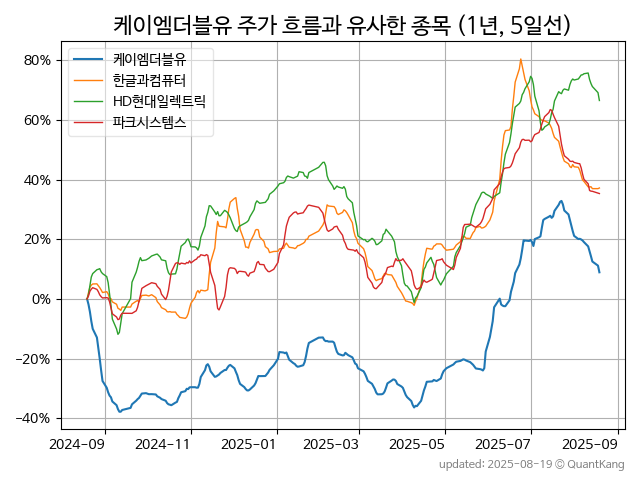 케이엠더블유 주가 흐름과 유사한 종목 (1년, 5일선)
케이엠더블유
한글과컴퓨터
HD현대일렉트릭
파크시스템스
80%
60%
40%
20%
0%
−20%
−40%
2024-09 2024-11 2025-01 2025-03 2025-05 2025-07 2025-09
updated: 2025-08-19 © QuantKang